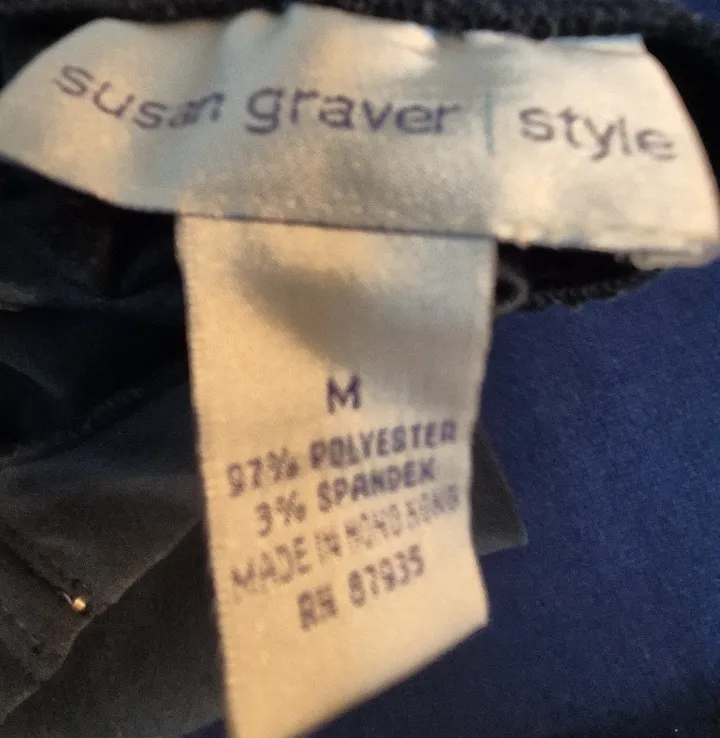 susan graver | style
M
97% POLYESTER
3% SPANDEX
MADE IN HONG KONG
RN 87935